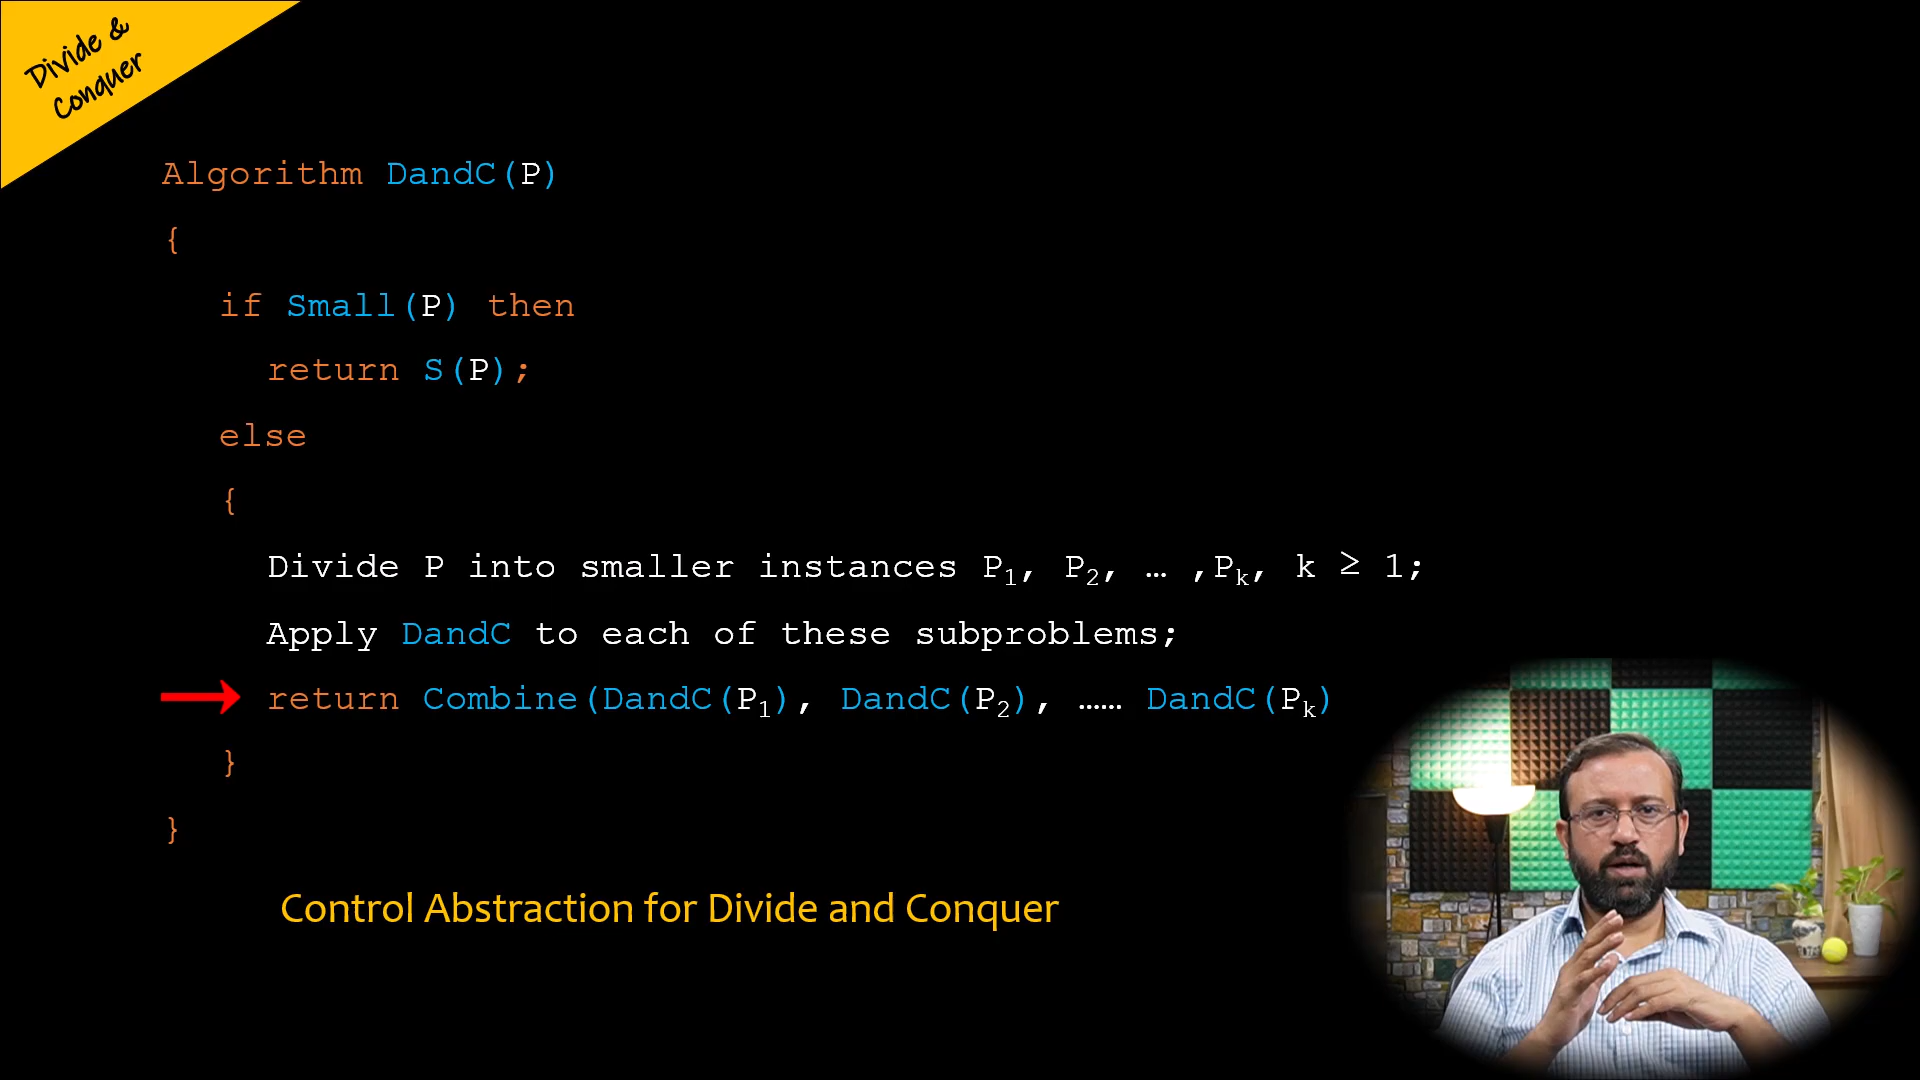 Divide &
Conquer
Algorithm DandC(P)
{
if Small(P) then
return S(P);
else
{
Divide P into smaller instances P₁, P₂, … ,Pₖ, k ≥ 1;
Apply DandC to each of these subproblems;
return Combine(DandC(P₁), DandC(P₂), …… DandC(Pₖ)
}
}
Control Abstraction for Divide and Conquer